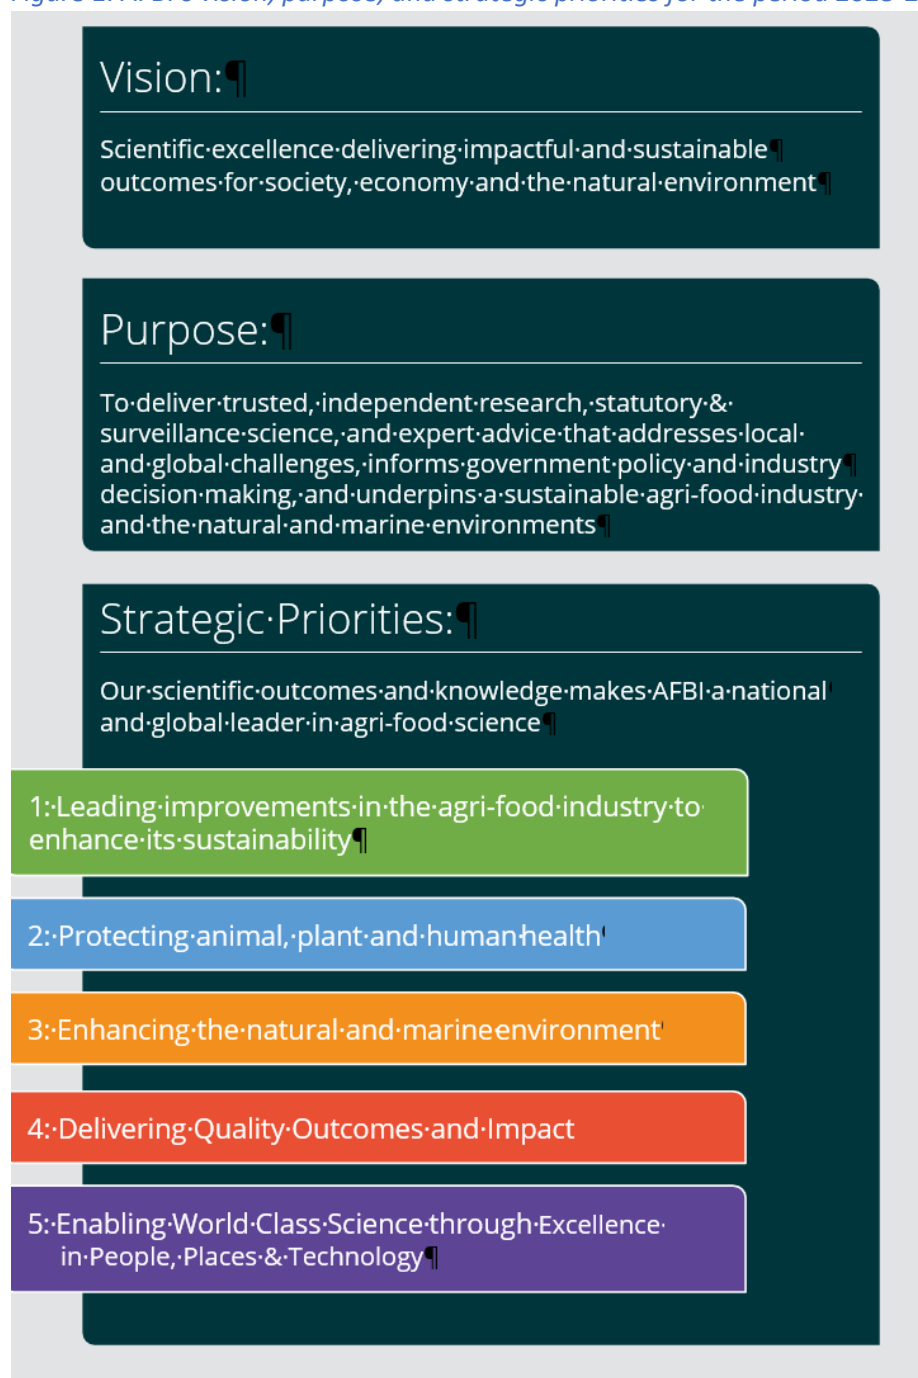 Vision:¶
Scientific·excellence·delivering·impactful·and·sustainable¶
outcomes·for·society,·economy·and·the·natural·environment¶
Purpose:¶
To·deliver·trusted,·independent·research,·statutory·&·
surveillance·science,·and·expert·advice·that·addresses·local·
and·global·challenges,·informs·government·policy·and·industry¶
decision·making,·and·underpins·a·sustainable·agri-food·industry·
and·the·natural·and·marine·environments¶
Strategic·Priorities:¶
Our·scientific·outcomes·and·knowledge·makes·AFBI·a·national
and·global·leader·in·agri-food·science¶
1:·Leading·improvements·in·the·agri-food·industry·to·
enhance·its·sustainability¶
2:·Protecting·animal,·plant·and·human·health
3:·Enhancing·the·natural·and·marine·environment
4:·Delivering·Quality·Outcomes·and·Impact
5:·Enabling·World·Class·Science·through·Excellence·
in·People,·Places·&·Technology¶